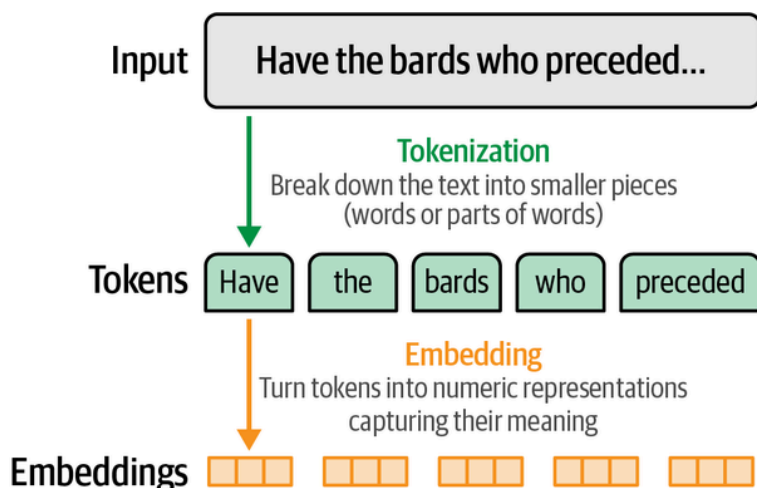 Input
Have the bards who preceded...
Tokenization
Break down the text into smaller pieces
(words or parts of words)
Tokens
Have the bards who preceded
Embedding
Turn tokens into numeric representations
capturing their meaning
Embeddings